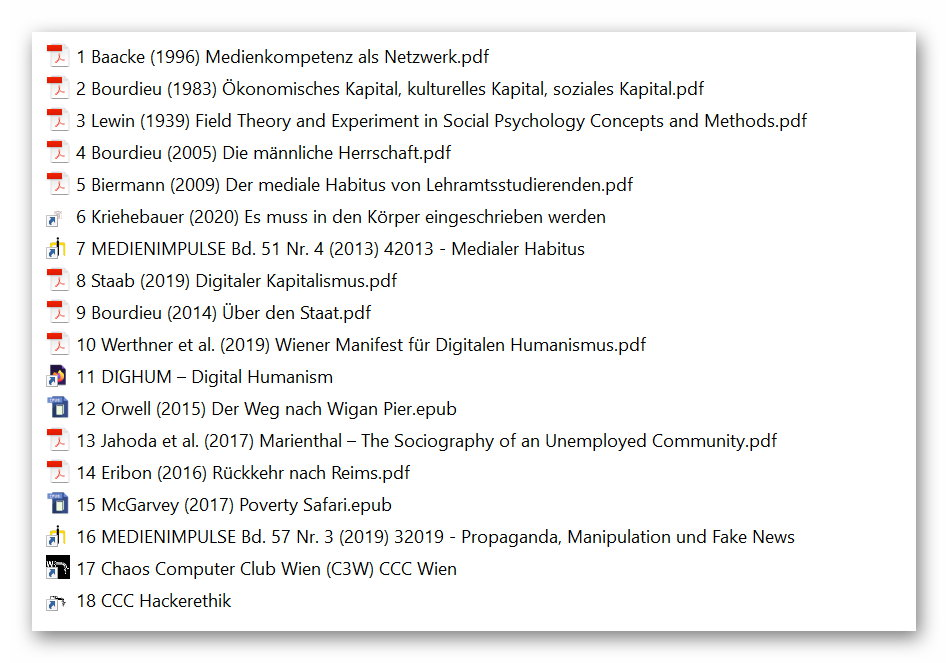 1 Baacke (1996) Medienkompetenz als Netzwerk.pdf
2 Bourdieu (1983) Ökonomisches Kapital, kulturelles Kapital, soziales Kapital.pdf
3 Lewin (1939) Field Theory and Experiment in Social Psychology Concepts and Methods.pdf
4 Bourdieu (2005) Die männliche Herrschaft.pdf
5 Biermann (2009) Der mediale Habitus von Lehramtsstudierenden.pdf
6 Kriehebauer (2020) Es muss in den Körper eingeschrieben werden
7 MEDIENIMPULSE Bd. 51 Nr. 4 (2013) 42013 - Medialer Habitus
8 Staab (2019) Digitaler Kapitalismus.pdf
9 Bourdieu (2014) Über den Staat.pdf
10 Werthner et al. (2019) Wiener Manifest für Digitalen Humanismus.pdf
11 DIGHUM – Digital Humanism
12 Orwell (2015) Der Weg nach Wigan Pier.epub
13 Jahoda et al. (2017) Marienthal – The Sociography of an Unemployed Community.pdf
14 Eribon (2016) Rückkehr nach Reims.pdf
15 McGarvey (2017) Poverty Safari.epub
16 MEDIENIMPULSE Bd. 57 Nr. 3 (2019) 32019 - Propaganda, Manipulation und Fake News
17 Chaos Computer Club Wien (C3W) CCC Wien
18 CCC Hackerethik